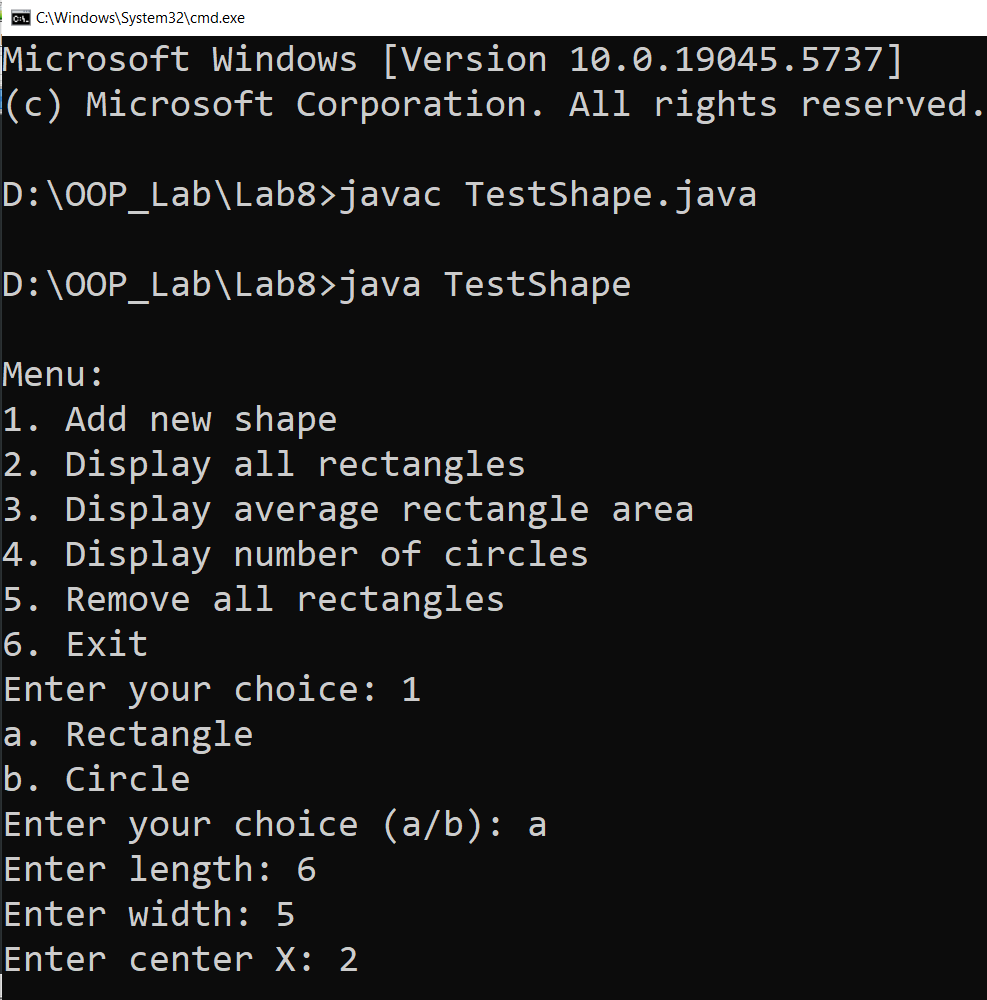 C:\Windows\System32\cmd.exe
Microsoft Windows [Version 10.0.19045.5737]
(c) Microsoft Corporation. All rights reserved.
D:\OOP_Lab\Lab8>javac TestShape.java
D:\OOP_Lab\Lab8>java TestShape
Menu:
1. Add new shape
2. Display all rectangles
3. Display average rectangle area
4. Display number of circles
5. Remove all rectangles
6. Exit
Enter your choice: 1
a. Rectangle
b. Circle
Enter your choice (a/b): a
Enter length: 6
Enter width: 5
Enter center X: 2